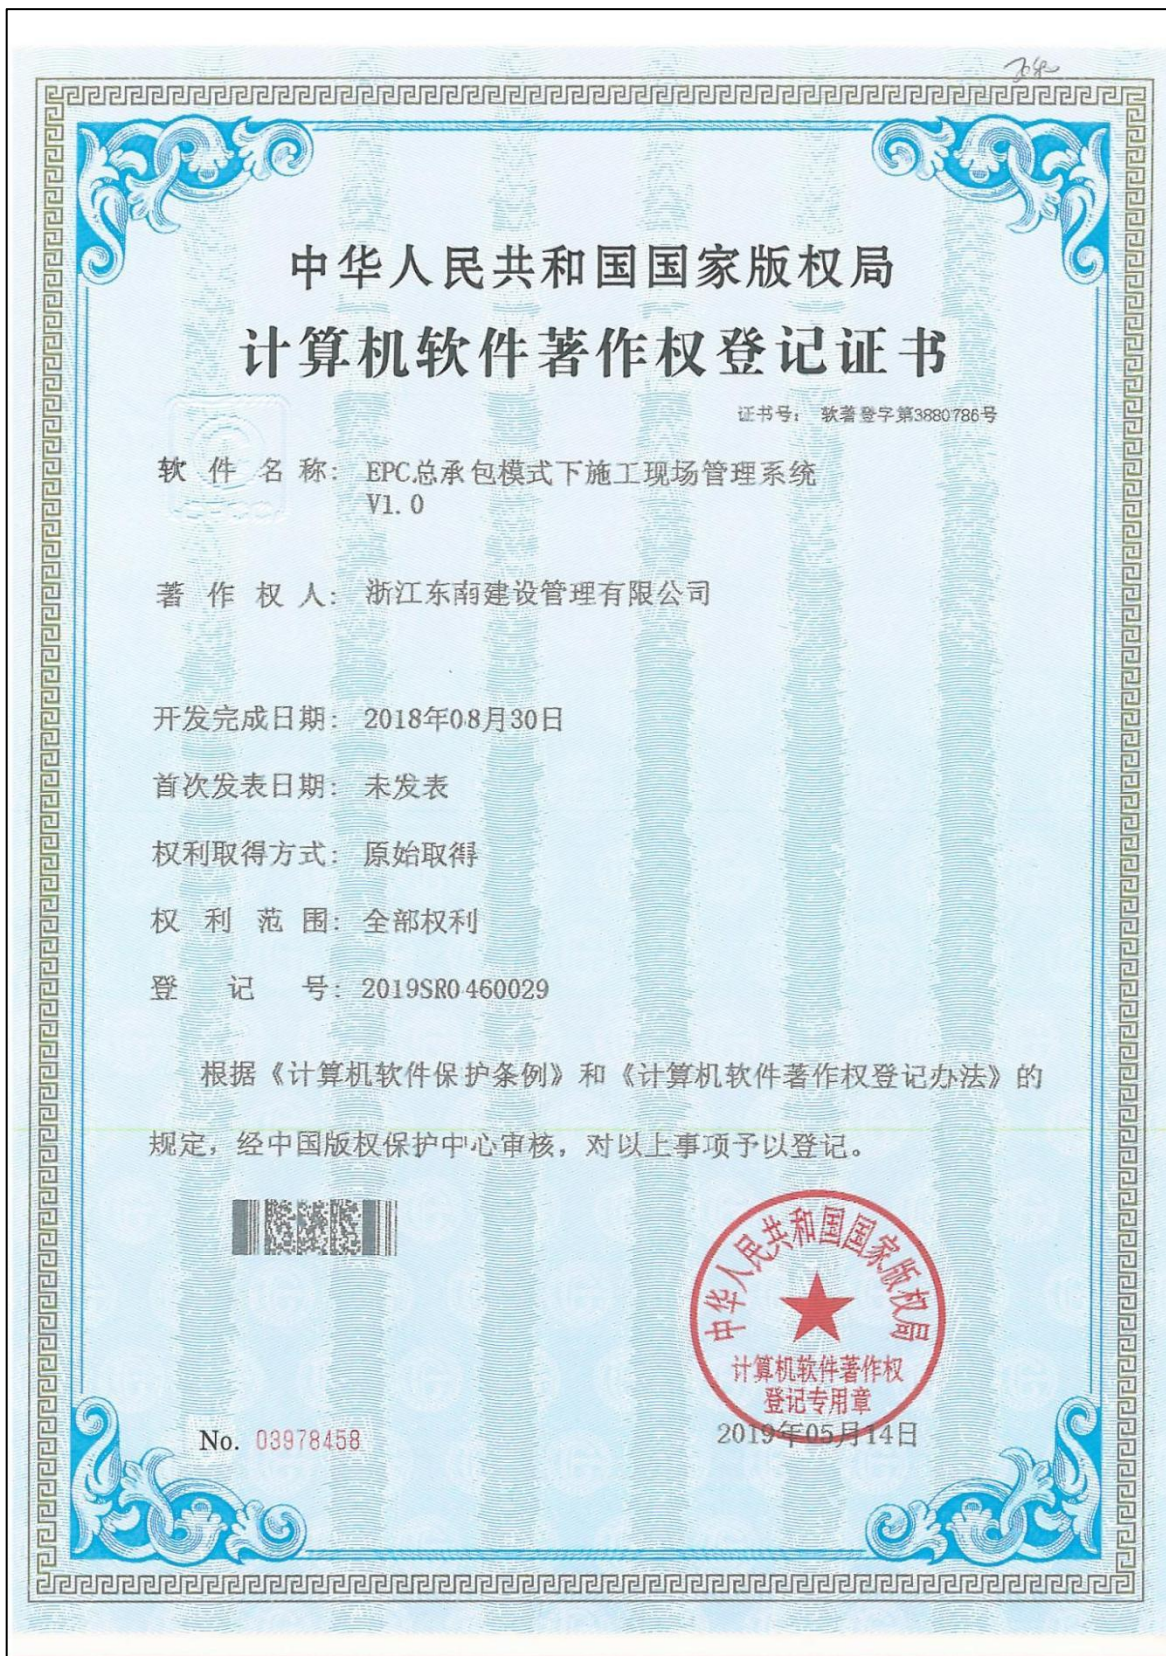 中华人民共和国国家版权局
计算机软件著作权登记证书
证书号： 软著登字第3880786号
软件名称： EPC总承包模式下施工现场管理系统
V1.0
著作权人： 浙江东南建设管理有限公司
开发完成日期： 2018年08月30日
首次发表日期： 未发表
权利取得方式： 原始取得
权利范围： 全部权利
登记号： 2019SR0460029
根据《计算机软件保护条例》和《计算机软件著作权登记办法》的
规定，经中国版权保护中心审核，对以上事项予以登记。
中华人民共和国国家版权局
计算机软件著作权
登记专用章
2019年05月14日
No. 03978458